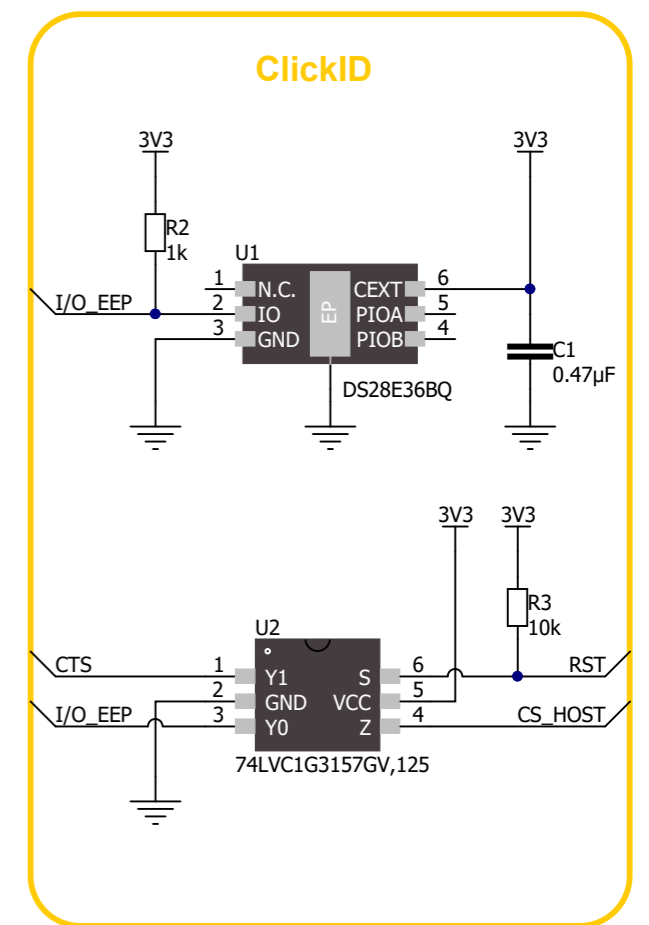 ClickID
3V3
3V3
R2
1k
U1
I/O_EEP
1
2
3
N.C.
IO
GND
EP
CEXT
PIOA
PIOB
6
5
4
DS28E36BQ
C1
0.47µF
3V3
3V3
R3
10k
U2
CTS
I/O_EEP
1
2
3
Y1
GND
Y0
S
VCC
Z
6
5
4
RST
CS_HOST
74LVC1G3157GV,125